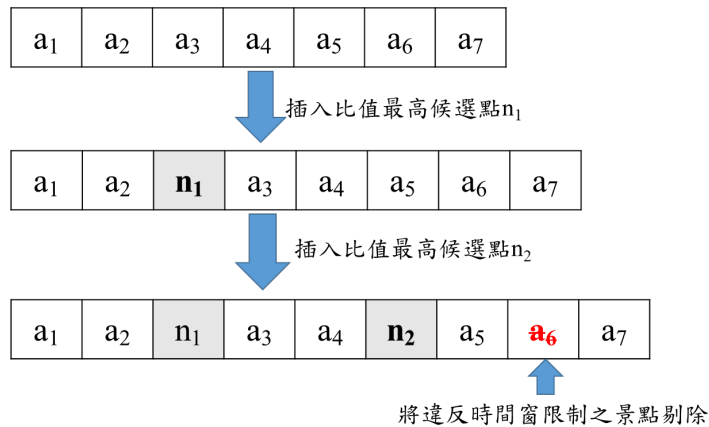 a₁ a₂ a₃ a₄ a₅ a₆ a₇
插入比值最高候選點n₁
a₁ a₂ n₁ a₃ a₄ a₅ a₆ a₇
插入比值最高候選點n₂
a₁ a₂ n₁ a₃ a₄ n₂ a₅ a₆ a₇
將違反時間窗限制之景點剔除